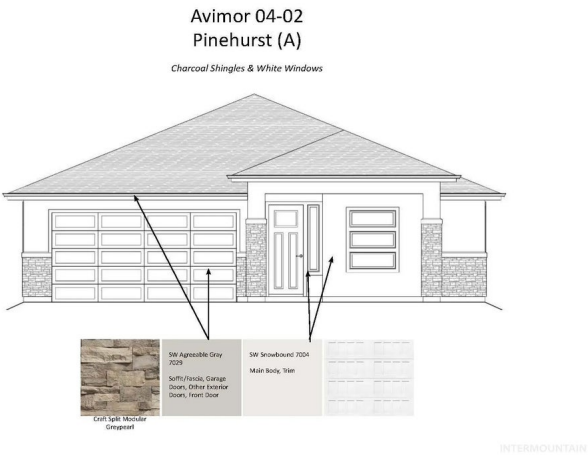 Avimor 04-02
Pinehurst (A)
Charcoal Shingles & White Windows
SW Agreeable Gray
7029
Soffit/Fascia, Garage
Doors, Other Exterior
Doors, Front Door
SW Snowbound 7004
Main Body, Trim
Craft Split Modular
Greypearl
INTERMOUNTAIN